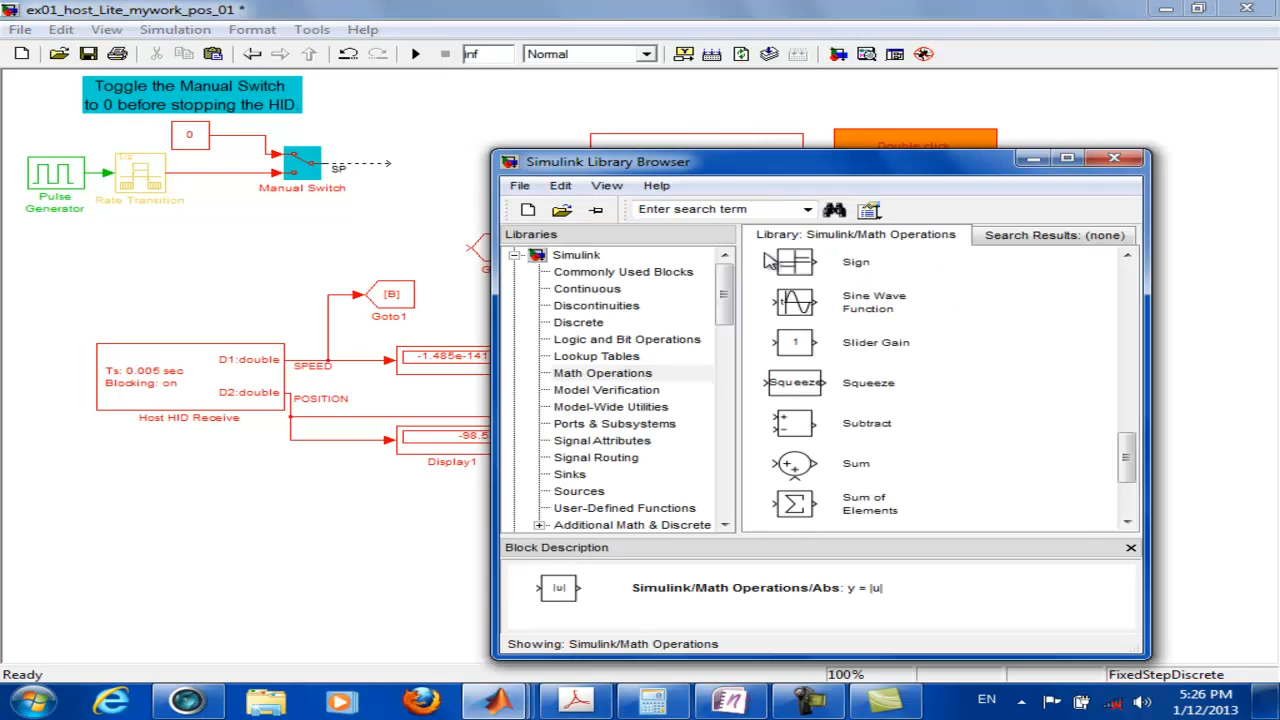 ex01_host_Lite_mywork_pos_01 *
File Edit View Simulation Format Tools Help
inf Normal
Toggle the Manual Switch
to 0 before stopping the HID.
0
SP
Manual Switch
Pulse
Generator
Rate Transition
[B]
Goto1
D1:double
Ts: 0.005 sec
Blocking: on
D2:double
Host HID Receive
SPEED
POSITION
-1.485e-141
-98.5
Display1
Double click
Simulink Library Browser
File Edit View Help
Enter search term
Libraries
Simulink
Commonly Used Blocks
Continuous
Discontinuities
Discrete
Logic and Bit Operations
Lookup Tables
Math Operations
Model Verification
Model-Wide Utilities
Ports & Subsystems
Signal Attributes
Signal Routing
Sinks
Sources
User-Defined Functions
Additional Math & Discrete
Library: Simulink/Math Operations Search Results: (none)
Sign
Sine Wave
Function
1 Slider Gain
Squeeze Squeeze
Subtract
Sum
Sum of
Elements
Block Description
|u| Simulink/Math Operations/Abs: y = |u|
Showing: Simulink/Math Operations
Ready 100% FixedStepDiscrete
EN 5:26 PM
1/12/2013